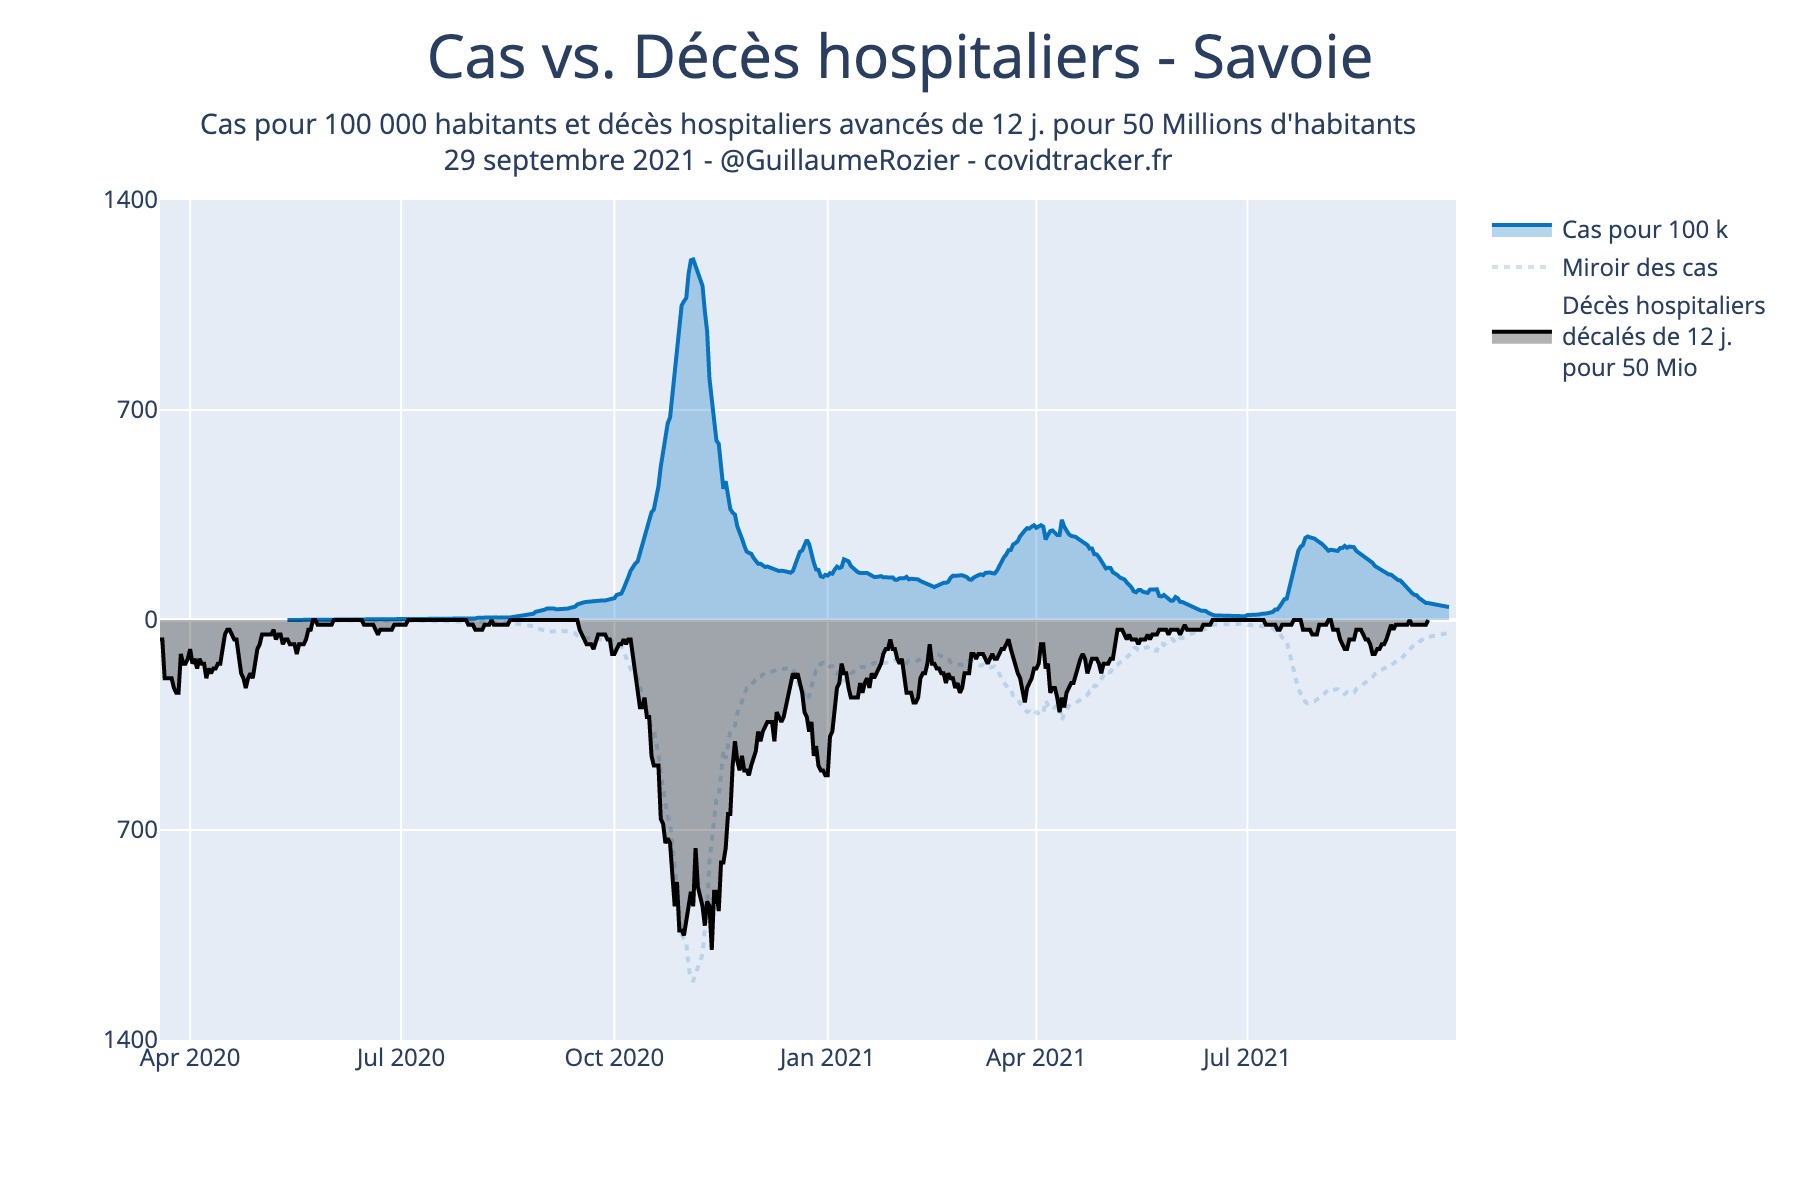 Cas vs. Décès hospitaliers - Savoie
Cas pour 100 000 habitants et décès hospitaliers avancés de 12 j. pour 50 Millions d'habitants
29 septembre 2021 - @GuillaumeRozier - covidtracker.fr
1400
700
0
700
1400
Apr 2020
Jul 2020
Oct 2020
Jan 2021
Apr 2021
Jul 2021
Cas pour 100 k
Miroir des cas
Décès hospitaliers
décalés de 12 j.
pour 50 Mio